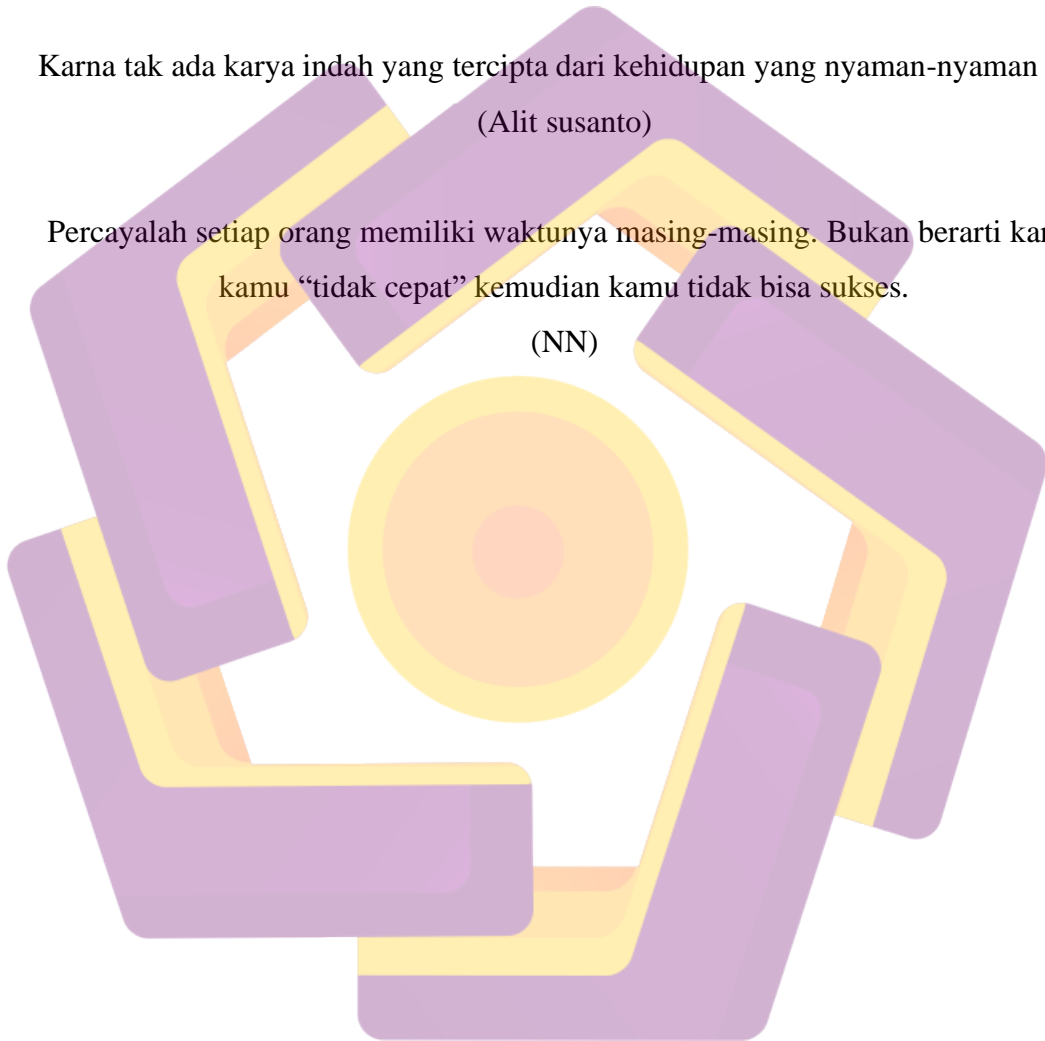 Karna tak ada karya indah yang tercipta dari kehidupan yang nyaman-nyaman
(Alit susanto)
Percayalah setiap orang memiliki waktunya masing-masing. Bukan berarti
kamu “tidak cepat” kemudian kamu tidak bisa sukses.
(NN)